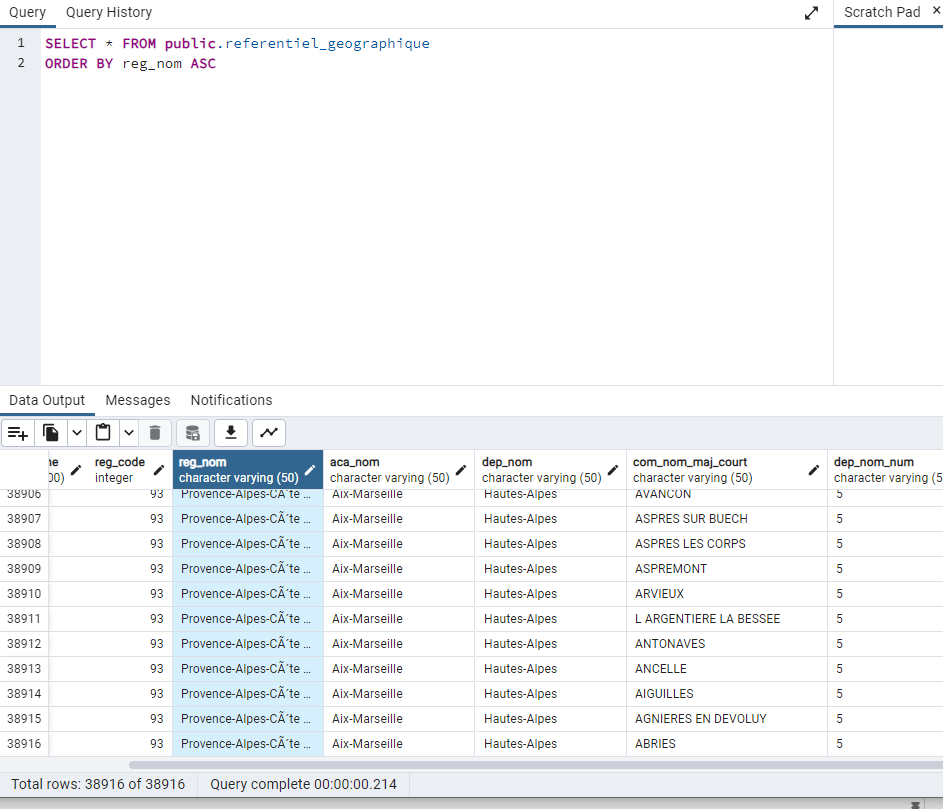 Query Query History Scratch Pad ×
1 SELECT * FROM public.referentiel_geographique
2 ORDER BY reg_nom ASC
Data Output Messages Notifications
ne reg_code reg_nom aca_nom dep_nom com_nom_maj_court dep_nom_num
00) integer character varying (50) character varying (50) character varying (50) character varying (50) character varying (5
38906 93 Provence-Alpes-CÃ´te ... Aix-Marseille Hautes-Alpes AVANCON 5
38907 93 Provence-Alpes-CÃ´te ... Aix-Marseille Hautes-Alpes ASPRES SUR BUECH 5
38908 93 Provence-Alpes-CÃ´te ... Aix-Marseille Hautes-Alpes ASPRES LES CORPS 5
38909 93 Provence-Alpes-CÃ´te ... Aix-Marseille Hautes-Alpes ASPREMONT 5
38910 93 Provence-Alpes-CÃ´te ... Aix-Marseille Hautes-Alpes ARVIEUX 5
38911 93 Provence-Alpes-CÃ´te ... Aix-Marseille Hautes-Alpes L ARGENTIERE LA BESSEE 5
38912 93 Provence-Alpes-CÃ´te ... Aix-Marseille Hautes-Alpes ANTONAVES 5
38913 93 Provence-Alpes-CÃ´te ... Aix-Marseille Hautes-Alpes ANCELLE 5
38914 93 Provence-Alpes-CÃ´te ... Aix-Marseille Hautes-Alpes AIGUILLES 5
38915 93 Provence-Alpes-CÃ´te ... Aix-Marseille Hautes-Alpes AGNIERES EN DEVOLUY 5
38916 93 Provence-Alpes-CÃ´te ... Aix-Marseille Hautes-Alpes ABRIES 5
Total rows: 38916 of 38916 Query complete 00:00:00.214